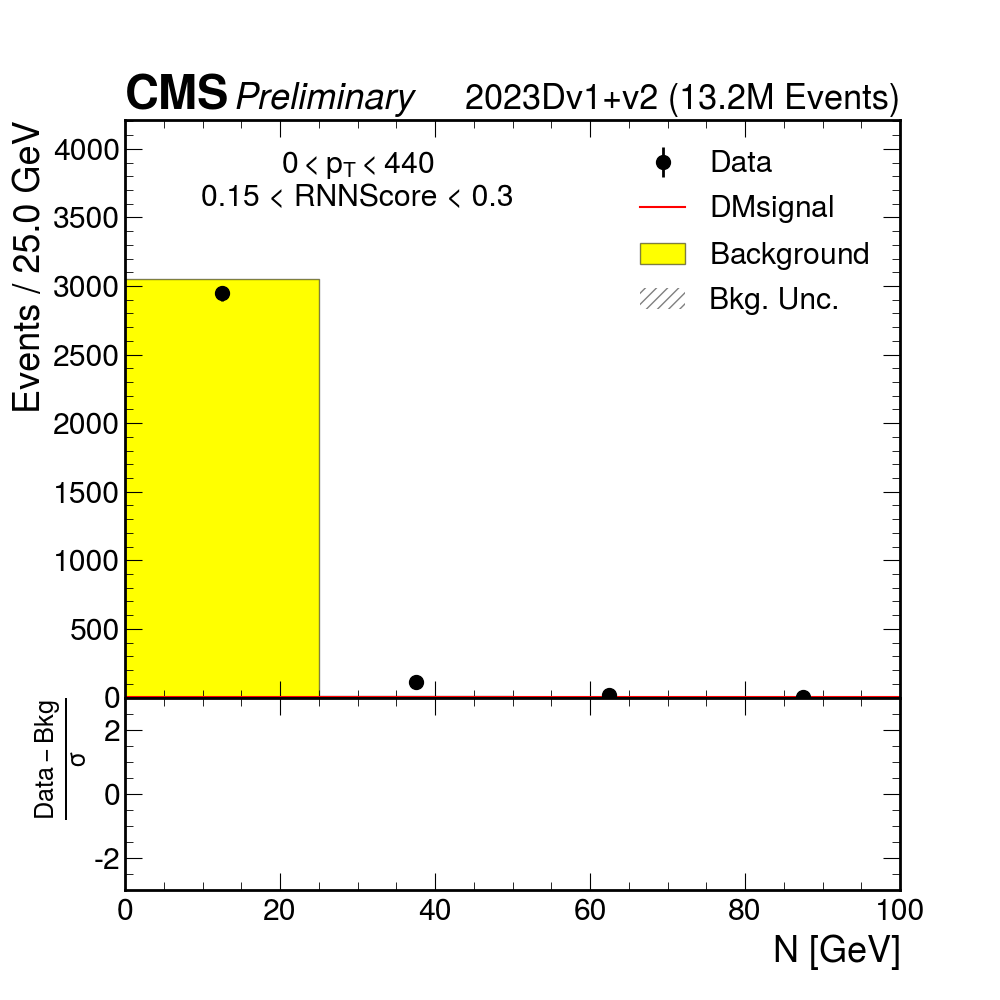 CMS Preliminary 2023Dv1+v2 (13.2M Events)
Events / 25.0 GeV
4000
3500
3000
2500
2000
1500
1000
500
0
0 < pT < 440
0.15 < RNNScore < 0.3
Data
DMsignal
Background
Bkg. Unc.
Data – Bkg
σ
2
0
-2
0 20 40 60 80 100
N [GeV]